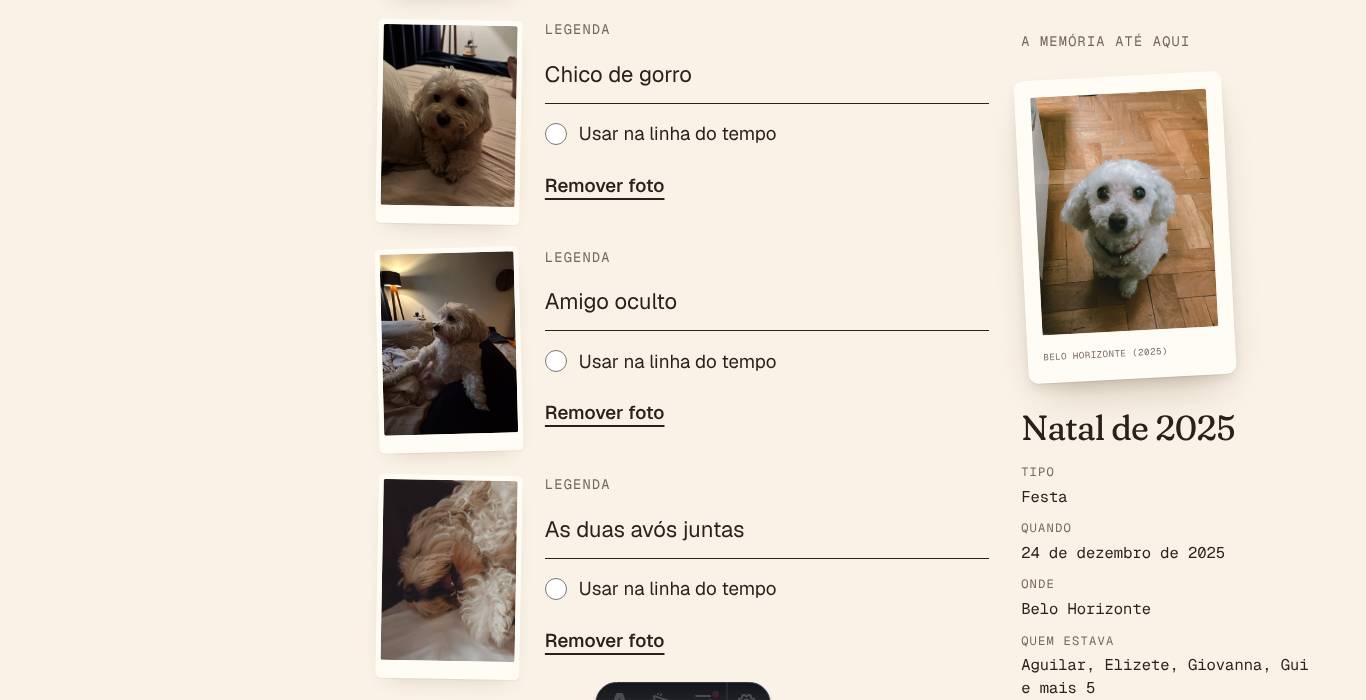 LEGENDA
Chico de gorro
Usar na linha do tempo
Remover foto
LEGENDA
Amigo oculto
Usar na linha do tempo
Remover foto
LEGENDA
As duas avós juntas
Usar na linha do tempo
Remover foto
A MEMÓRIA ATÉ AQUI
BELO HORIZONTE (2025)
Natal de 2025
TIPO
Festa
QUANDO
24 de dezembro de 2025
ONDE
Belo Horizonte
QUEM ESTAVA
Aguilar, Elizete, Giovanna, Gui
e mais 5